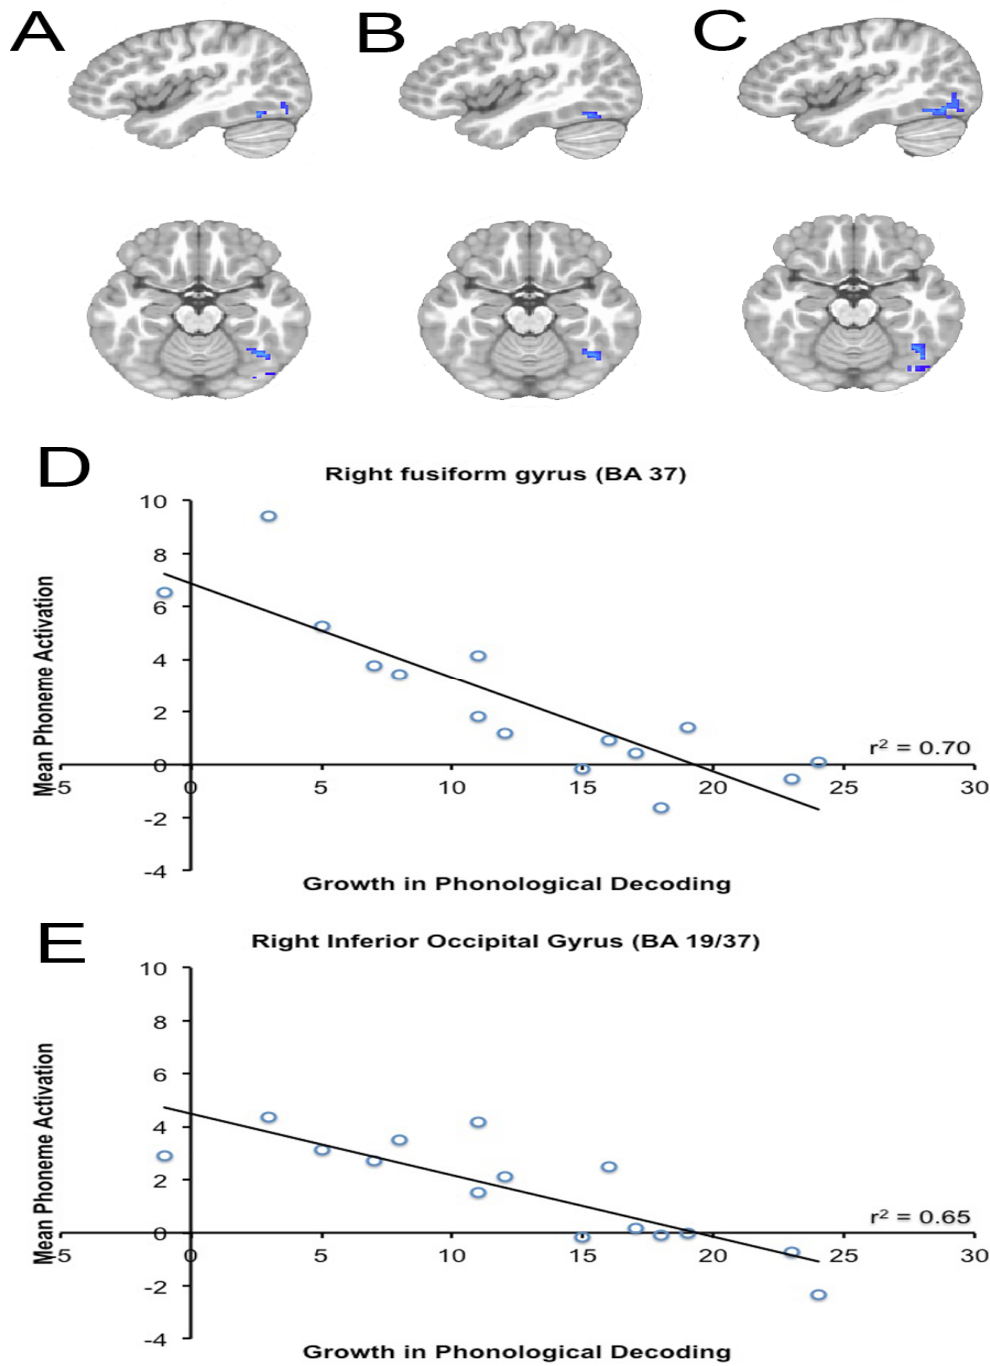 A B C
D
Right fusiform gyrus (BA 37)
10
8
6
4
2
0
-2
-4
-5 0 5 10 15 20 25 30
Mean Phoneme Activation
r² = 0.70
Growth in Phonological Decoding
E
Right Inferior Occipital Gyrus (BA 19/37)
10
8
6
4
2
0
-2
-4
-5 0 5 10 15 20 25 30
Mean Phoneme Activation
r² = 0.65
Growth in Phonological Decoding